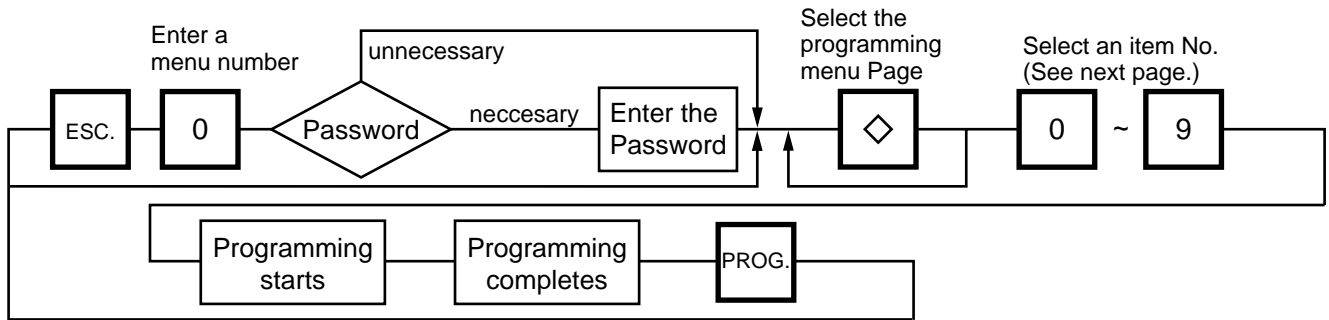 Enter a
menu number
unnecessary
Select the
programming
menu Page
Select an item No.
(See next page.)
ESC.
0
Password
neccesary
Enter the
Password
◇
0 ~ 9
Programming
starts
Programming
completes
PROG.